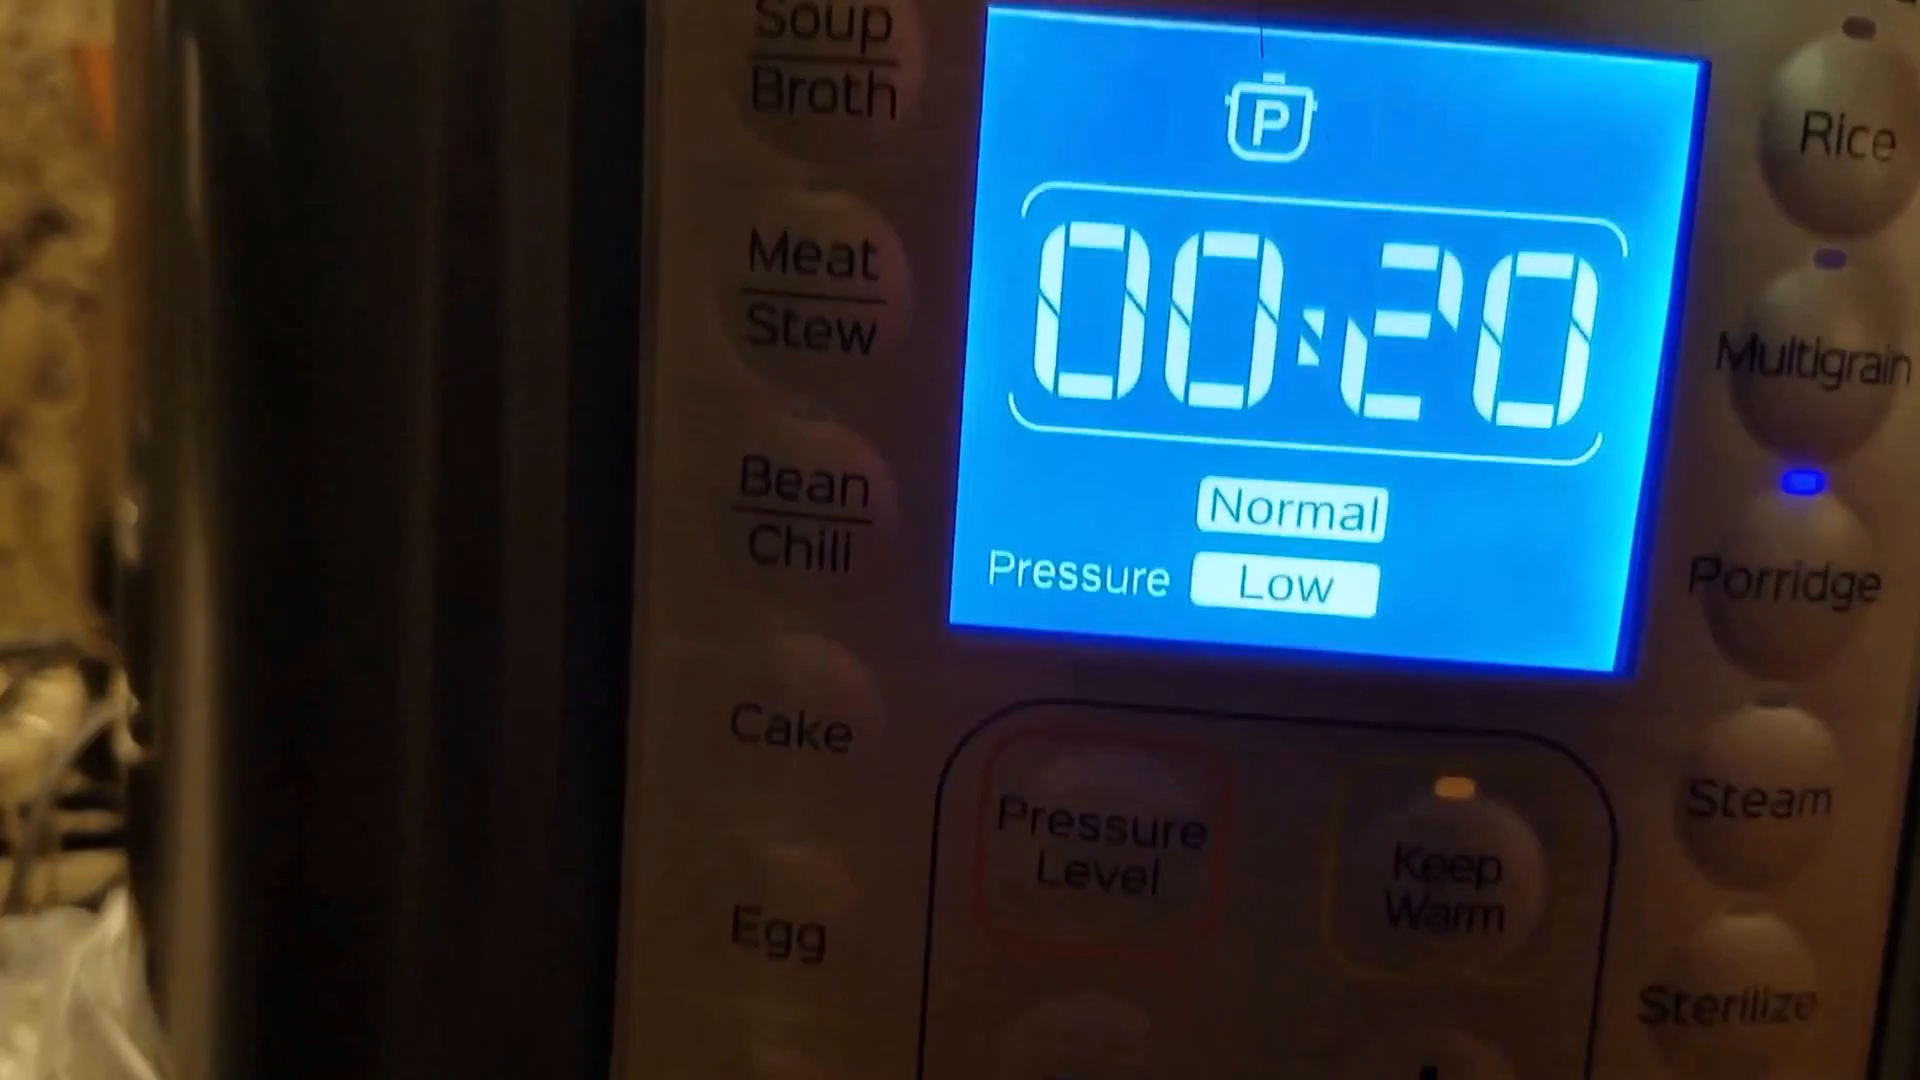 Soup
Broth
Meat
Stew
Bean
Chili
Cake
Egg
P
00:20
Normal
Pressure Low
Pressure
Level
Keep
Warm
Rice
Multigrain
Porridge
Steam
Sterilize